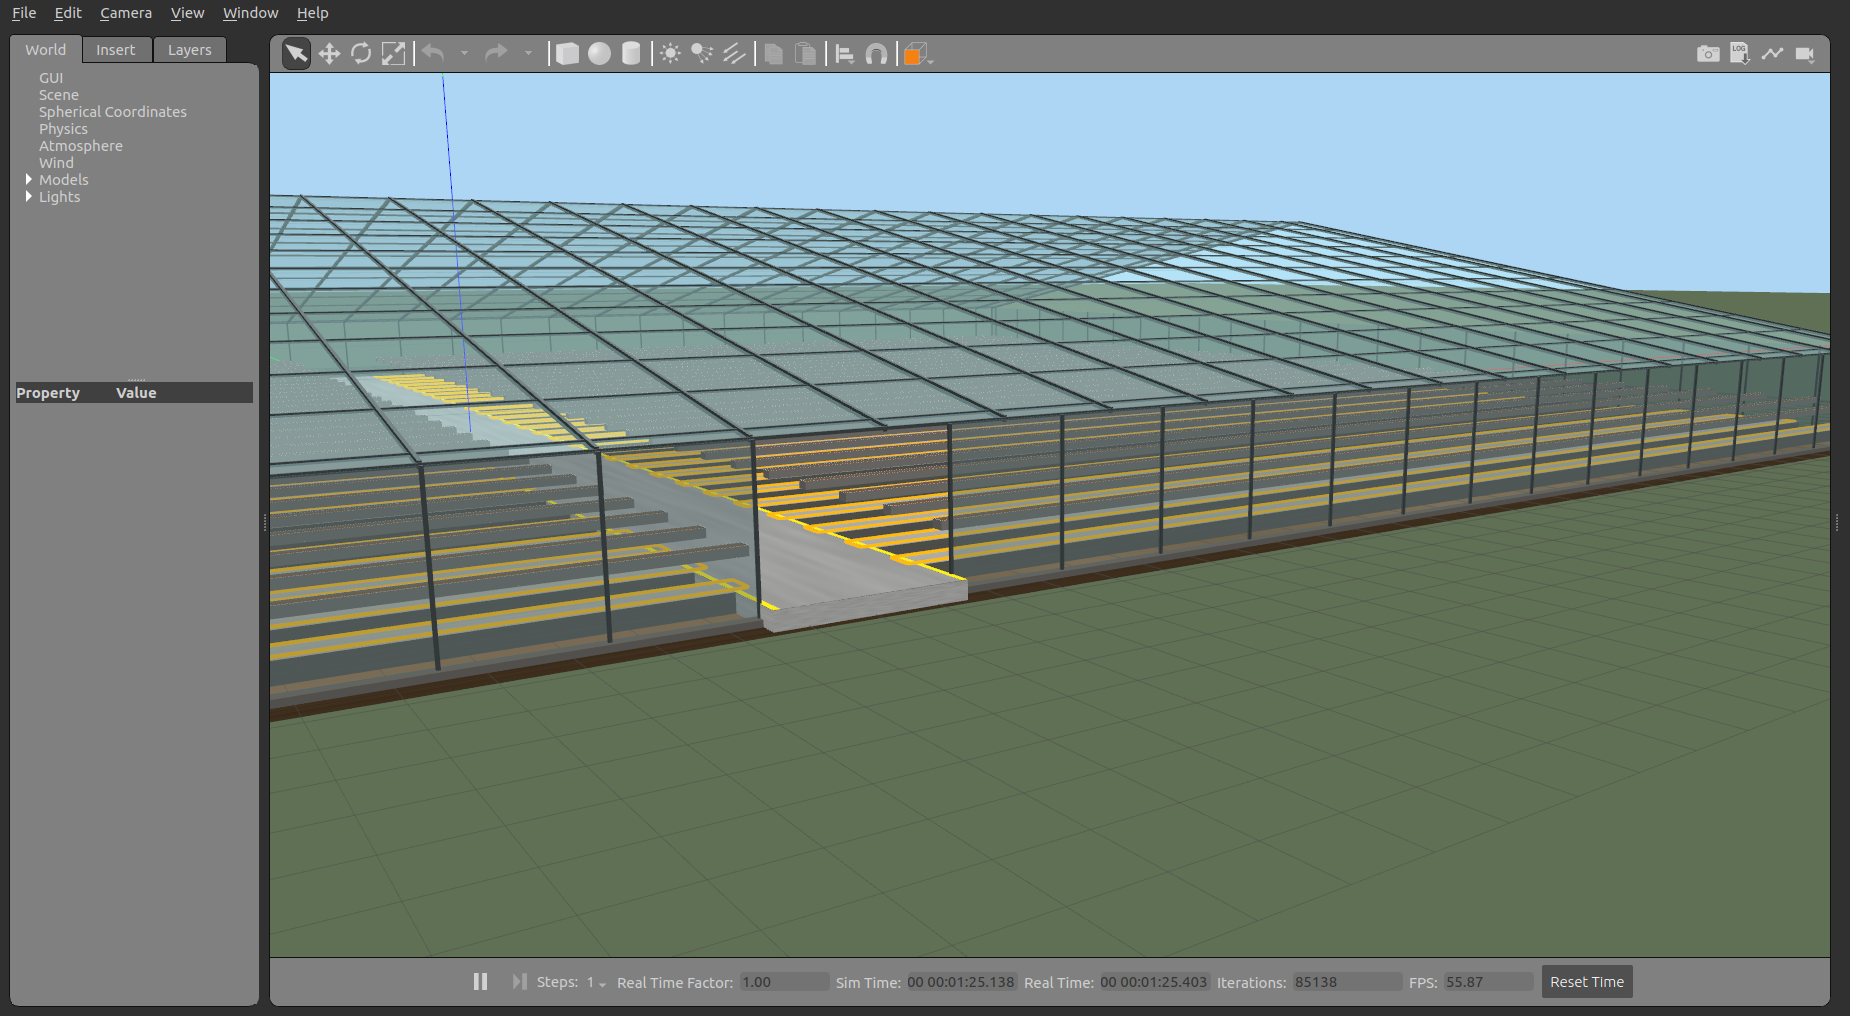 File Edit Camera View Window Help
World Insert Layers
GUI
Scene
Spherical Coordinates
Physics
Atmosphere
Wind
Models
Lights
Property Value
LOG
Steps: 1 Real Time Factor: 1.00 Sim Time: 00 00:01:25.138 Real Time: 00 00:01:25.403 Iterations: 85138 FPS: 55.87 Reset Time